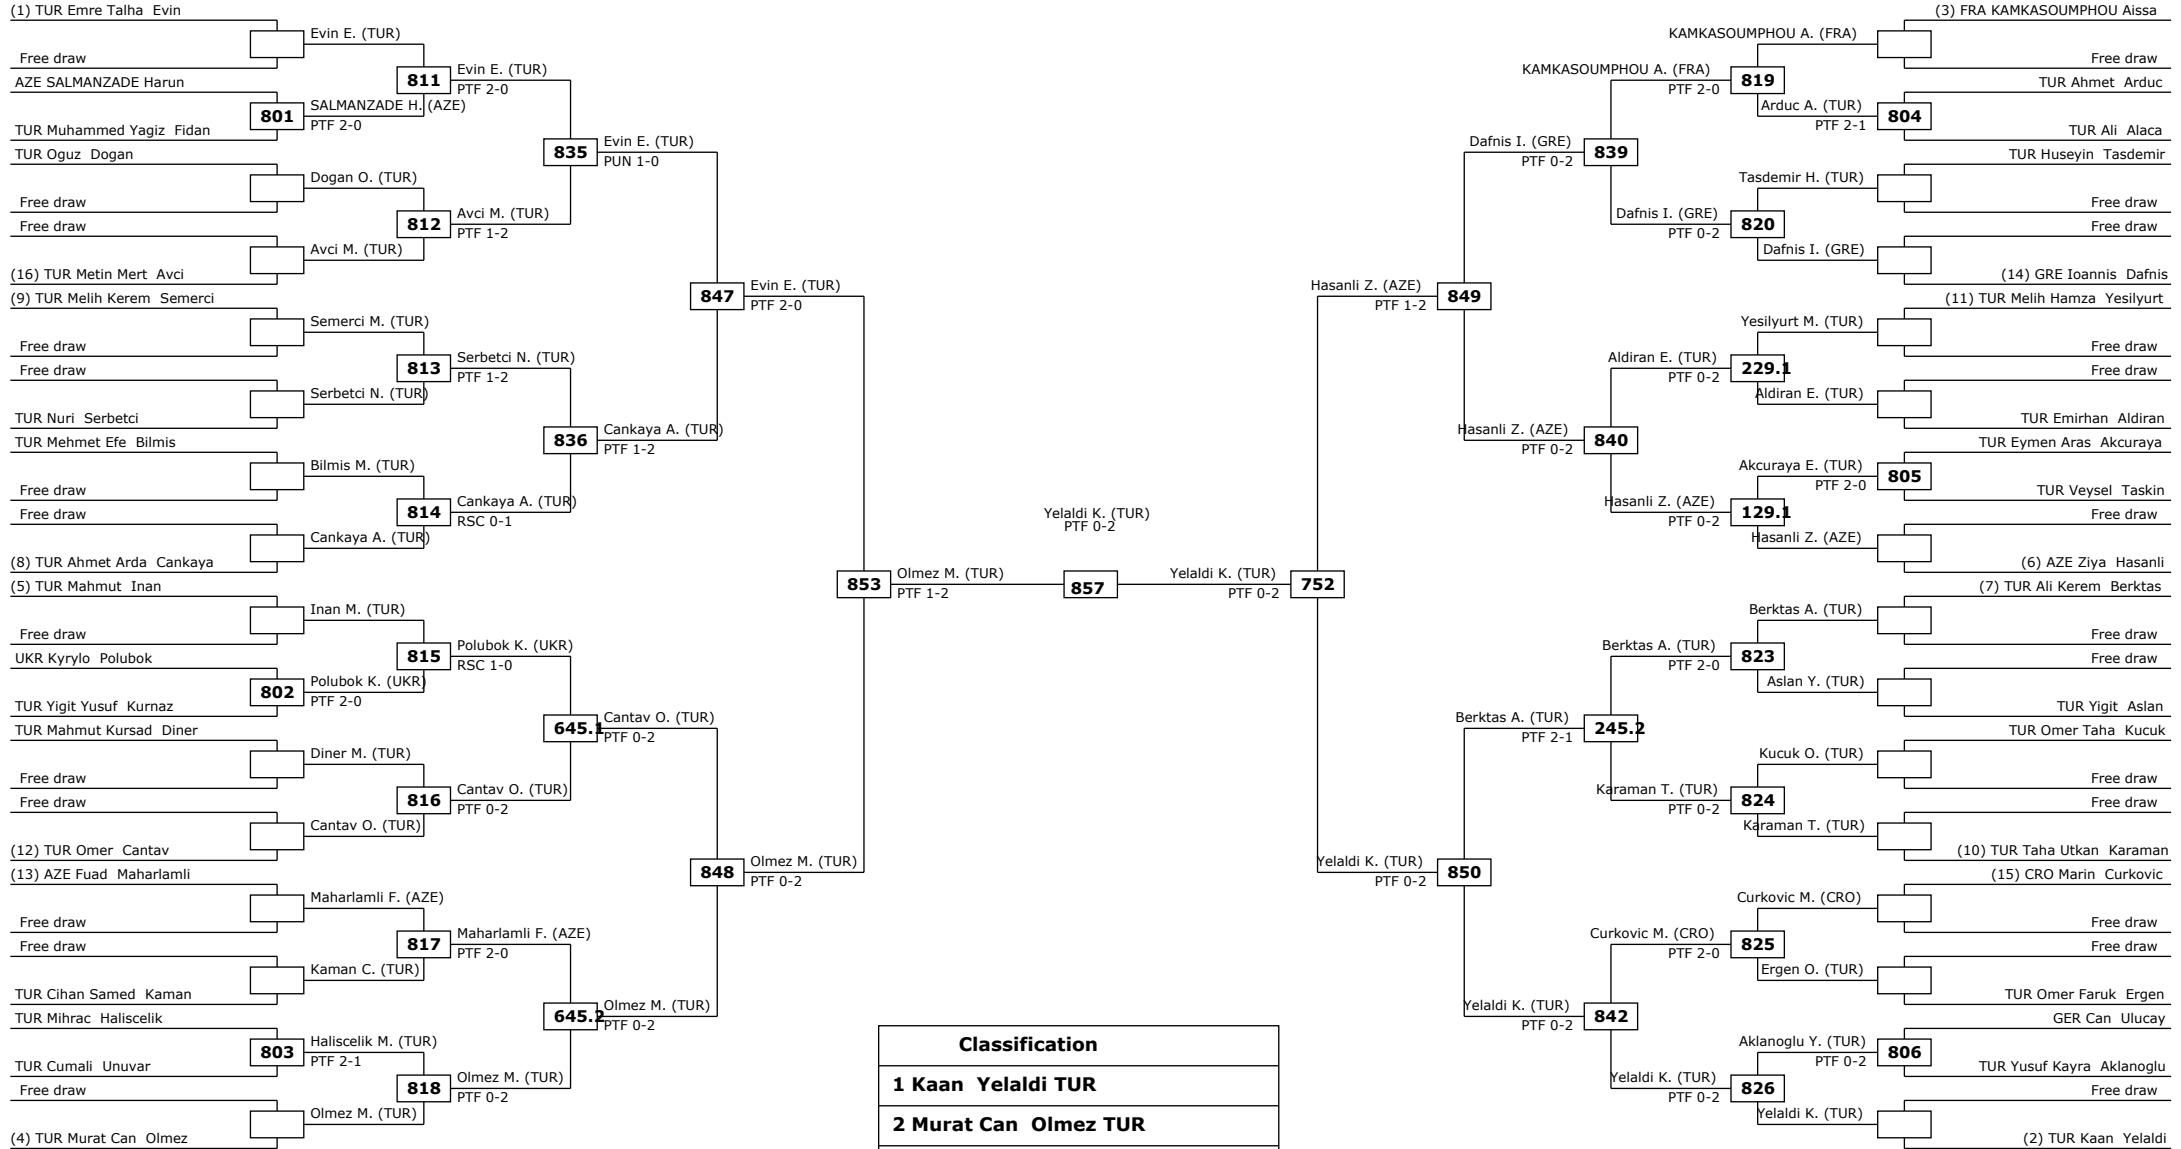 (1) TUR Emre Talha Evin
Free draw
AZE SALMANZADE Harun
TUR Muhammed Yagiz Fidan
TUR Oguz Dogan
Free draw
Free draw
(16) TUR Metin Mert Avci
(9) TUR Melih Kerem Semerci
Free draw
Free draw
TUR Nuri Serbetci
TUR Mehmet Efe Bilmis
Free draw
Free draw
(8) TUR Ahmet Arda Cankaya
(5) TUR Mahmut Inan
Free draw
UKR Kyrylo Polubok
TUR Yigit Yusuf Kurnaz
TUR Mahmut Kursad Diner
Free draw
Free draw
(12) TUR Omer Cantav
(13) AZE Fuad Maharlamli
Free draw
Free draw
TUR Cihan Samed Kaman
TUR Mihrac Haliscelik
TUR Cumali Unuvar
Free draw
(4) TUR Murat Can Olmez
Evin E. (TUR)
801
SALMANZADE H. (AZE)
PTF 2-0
Dogan O. (TUR)
Avci M. (TUR)
Semerci M. (TUR)
Serbetci N. (TUR)
Bilmis M. (TUR)
Cankaya A. (TUR)
Inan M. (TUR)
802
Polubok K. (UKR)
PTF 2-0
Diner M. (TUR)
Cantav O. (TUR)
Maharlamli F. (AZE)
Kaman C. (TUR)
803
Haliscelik M. (TUR)
PTF 2-1
Olmez M. (TUR)
811
Evin E. (TUR)
PTF 2-0
812
Avci M. (TUR)
PTF 1-2
813
Serbetci N. (TUR)
PTF 1-2
814
Cankaya A. (TUR)
RSC 0-1
815
Polubok K. (UKR)
RSC 1-0
816
Cantav O. (TUR)
PTF 0-2
817
Maharlamli F. (AZE)
PTF 2-0
818
Olmez M. (TUR)
PTF 0-2
835
Evin E. (TUR)
PUN 1-0
836
Cankaya A. (TUR)
PTF 1-2
645.1
Cantav O. (TUR)
PTF 0-2
645.2
Olmez M. (TUR)
PTF 0-2
847
Evin E. (TUR)
PTF 2-0
848
Olmez M. (TUR)
PTF 0-2
853
Olmez M. (TUR)
PTF 1-2
Yelaldi K. (TUR)
PTF 0-2
857
Yelaldi K. (TUR)
PTF 0-2
752
Hasanli Z. (AZE)
PTF 1-2
849
Yelaldi K. (TUR)
PTF 0-2
850
Dafnis I. (GRE)
PTF 0-2
839
Hasanli Z. (AZE)
PTF 0-2
840
Berktas A. (TUR)
PTF 2-1
245.2
Yelaldi K. (TUR)
PTF 0-2
842
KAMKASOUMPHOU A. (FRA)
PTF 2-0
819
Dafnis I. (GRE)
PTF 0-2
820
Aldiran E. (TUR)
PTF 0-2
229.1
Hasanli Z. (AZE)
PTF 0-2
129.1
Berktas A. (TUR)
PTF 2-0
823
Karaman T. (TUR)
PTF 0-2
824
Curkovic M. (CRO)
PTF 2-0
825
Yelaldi K. (TUR)
PTF 0-2
826
KAMKASOUMPHOU A. (FRA)
Arduc A. (TUR)
PTF 2-1
804
Tasdemir H. (TUR)
Dafnis I. (GRE)
Yesilyurt M. (TUR)
Aldiran E. (TUR)
Akcuraya E. (TUR)
PTF 2-0
805
Hasanli Z. (AZE)
Berktas A. (TUR)
Aslan Y. (TUR)
Kucuk O. (TUR)
Karaman T. (TUR)
Curkovic M. (CRO)
Ergen O. (TUR)
Aklanoglu Y. (TUR)
PTF 0-2
806
Yelaldi K. (TUR)
(3) FRA KAMKASOUMPHOU Aissa
Free draw
TUR Ahmet Arduc
TUR Ali Alaca
TUR Huseyin Tasdemir
Free draw
Free draw
(14) GRE Ioannis Dafnis
(11) TUR Melih Hamza Yesilyurt
Free draw
Free draw
TUR Emirhan Aldiran
TUR Eymen Aras Akcuraya
TUR Veysel Taskin
Free draw
(6) AZE Ziya Hasanli
(7) TUR Ali Kerem Berktas
Free draw
Free draw
TUR Yigit Aslan
TUR Omer Taha Kucuk
Free draw
Free draw
(10) TUR Taha Utkan Karaman
(15) CRO Marin Curkovic
Free draw
Free draw
TUR Omer Faruk Ergen
GER Can Ulucay
TUR Yusuf Kayra Aklanoglu
Free draw
(2) TUR Kaan Yelaldi
Classification
1 Kaan Yelaldi TUR
2 Murat Can Olmez TUR